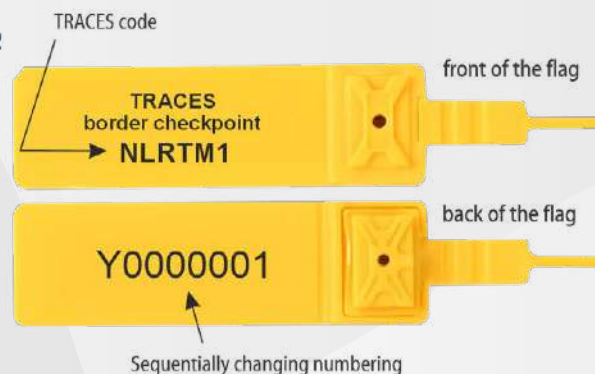 TRACES code
front of the flag
TRACES
border checkpoint
NLRTM1
back of the flag
Y0000001
Sequentially changing numbering